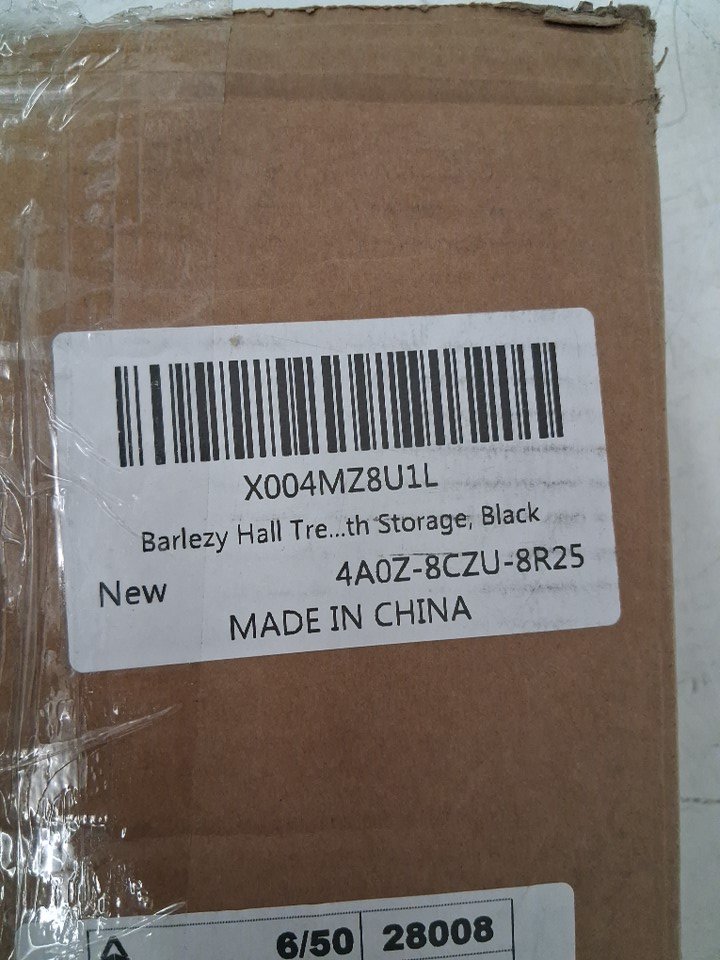 X004MZ8U1L
Barlezy Hall Tre...th Storage, Black
New 4A0Z-8CZU-8R25
MADE IN CHINA
6/50 28008